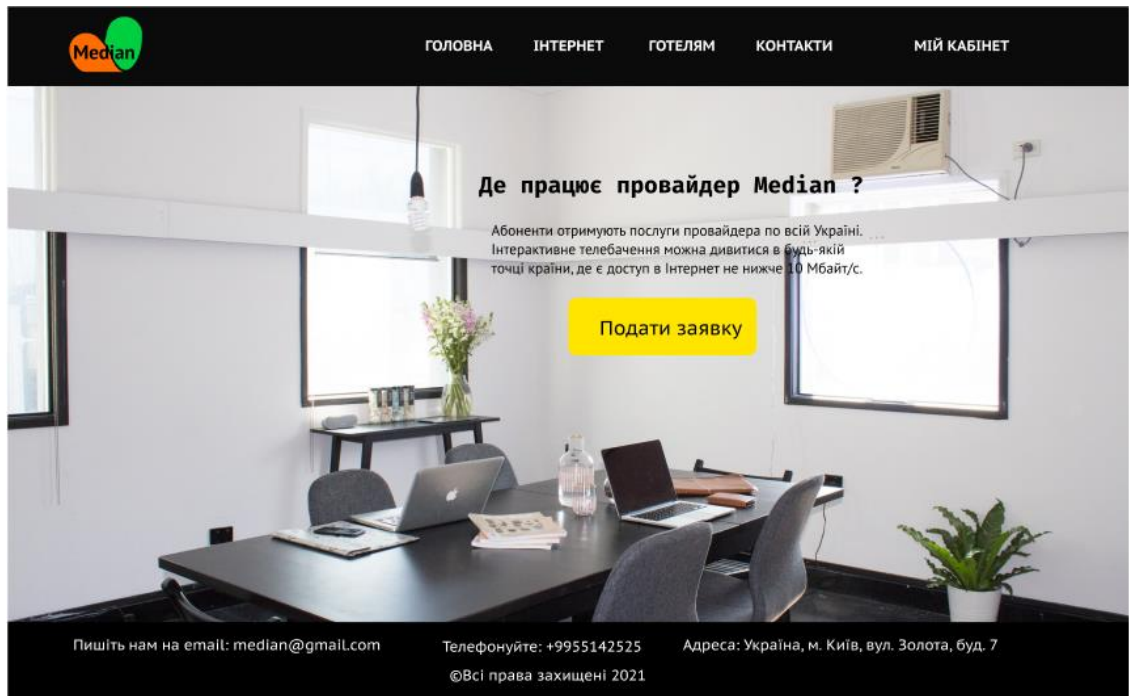 Median
ГОЛОВНА ІНТЕРНЕТ ГОТЕЛЯМ КОНТАКТИ МІЙ КАБІНЕТ
Де працює провайдер Median ?
Абоненти отримують послуги провайдера по всій Україні.
Інтерактивне телебачення можна дивитися в будь-якій
точці країни, де є доступ в Інтернет не нижче 10 Мбайт/с.
Подати заявку
Пишіть нам на email: median@gmail.com Телефонуйте: +9955142525 Адреса: Україна, м. Київ, вул. Золота, буд. 7
©Всі права захищені 2021